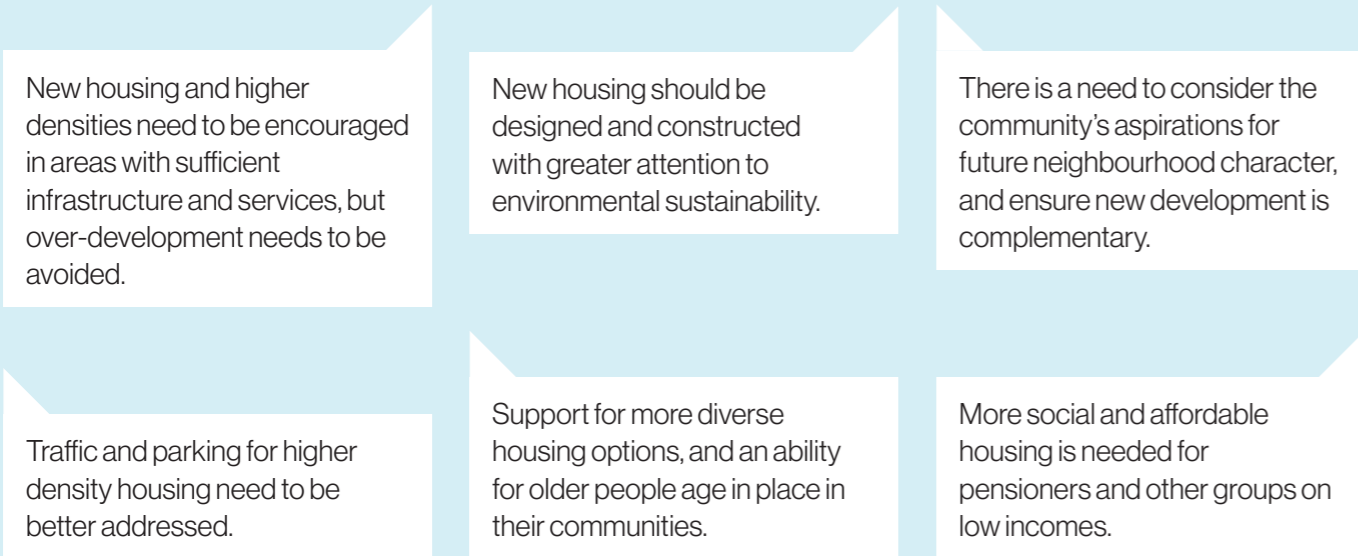 New housing and higher
densities need to be encouraged
in areas with sufficient
infrastructure and services, but
over-development needs to be
avoided.
New housing should be
designed and constructed
with greater attention to
environmental sustainability.
There is a need to consider the
community's aspirations for
future neighbourhood character,
and ensure new development is
complementary.
Traffic and parking for higher
density housing need to be
better addressed.
Support for more diverse
housing options, and an ability
for older people age in place in
their communities.
More social and affordable
housing is needed for
pensioners and other groups on
low incomes.